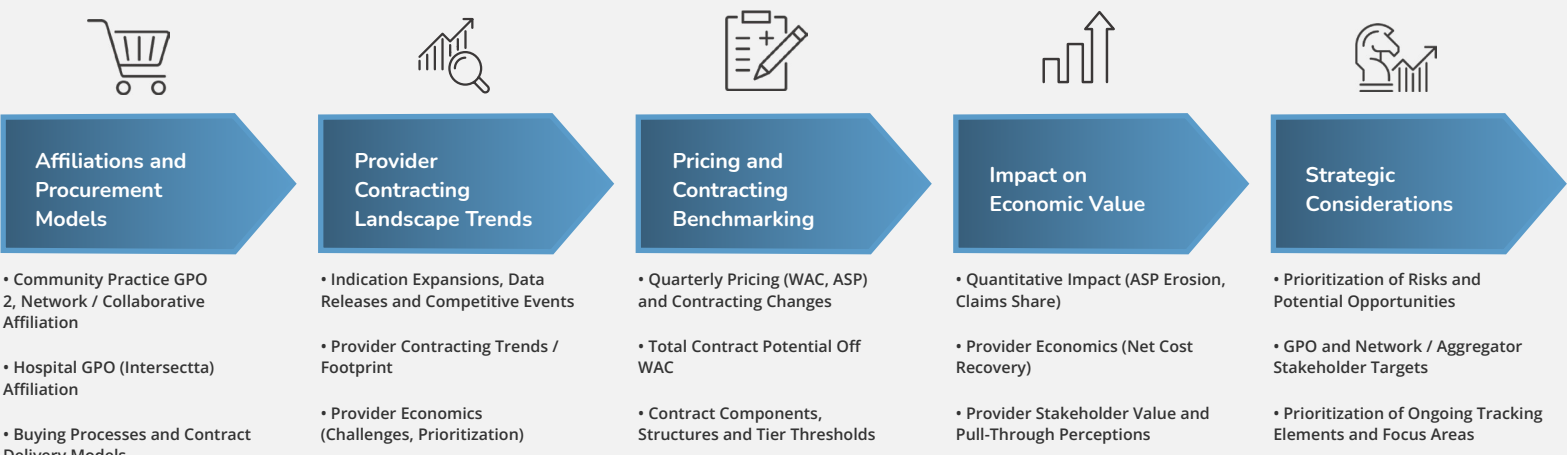 Affiliations and
Procurement
Models
• Community Practice GPO
2, Network / Collaborative
Affiliation
• Hospital GPO (Intersectta)
Affiliation
• Buying Processes and Contract
Delivery Models
Provider
Contracting
Landscape Trends
• Indication Expansions, Data
Releases and Competitive Events
• Provider Contracting Trends /
Footprint
• Provider Economics
(Challenges, Prioritization)
Pricing and
Contracting
Benchmarking
• Quarterly Pricing (WAC, ASP)
and Contracting Changes
• Total Contract Potential Off
WAC
• Contract Components,
Structures and Tier Thresholds
Impact on
Economic Value
• Quantitative Impact (ASP Erosion,
Claims Share)
• Provider Economics (Net Cost
Recovery)
• Provider Stakeholder Value and
Pull-Through Perceptions
Strategic
Considerations
• Prioritization of Risks and
Potential Opportunities
• GPO and Network / Aggregator
Stakeholder Targets
• Prioritization of Ongoing Tracking
Elements and Focus Areas